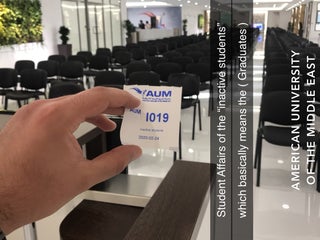 AUM
AUM
I019
Student Affairs of the "inactive students"
which basically means the ( Graduates )
AMERICAN UNIVERSITY
OF THE MIDDLE EAST